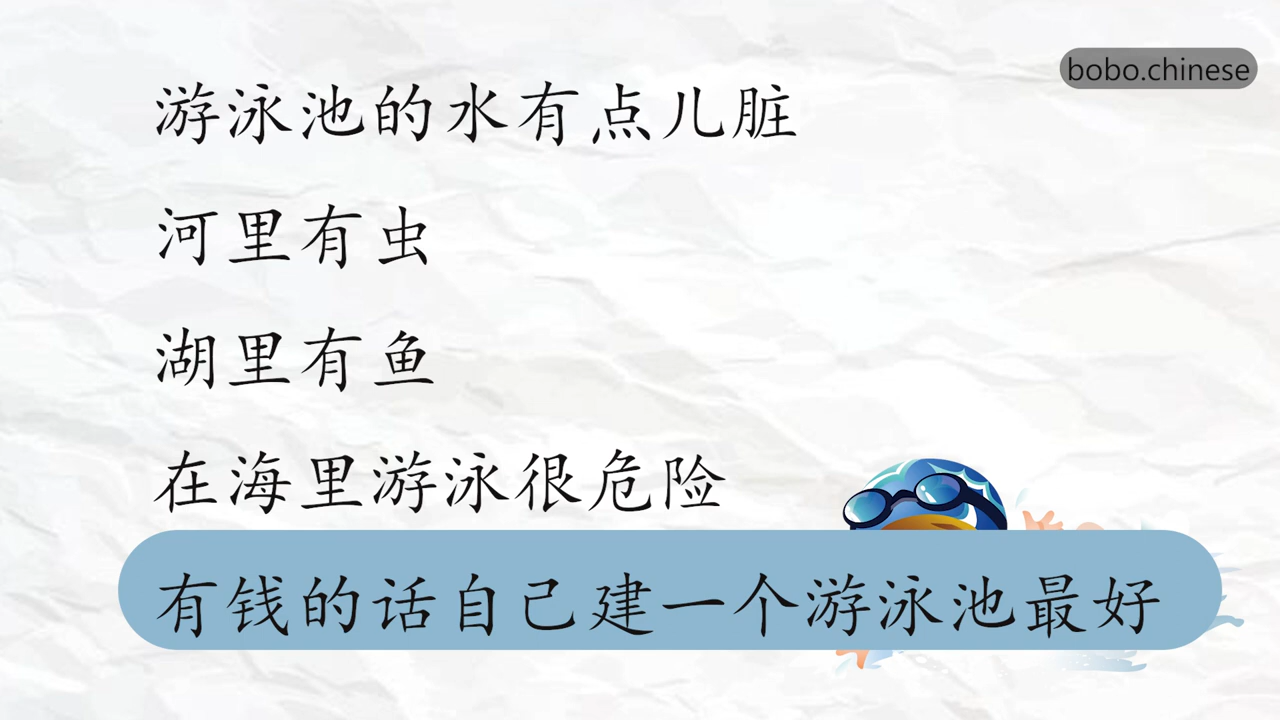 bobo.chinese
游泳池的水有点儿脏
河里有虫
湖里有鱼
在海里游泳很危险
有钱的话自己建一个游泳池最好